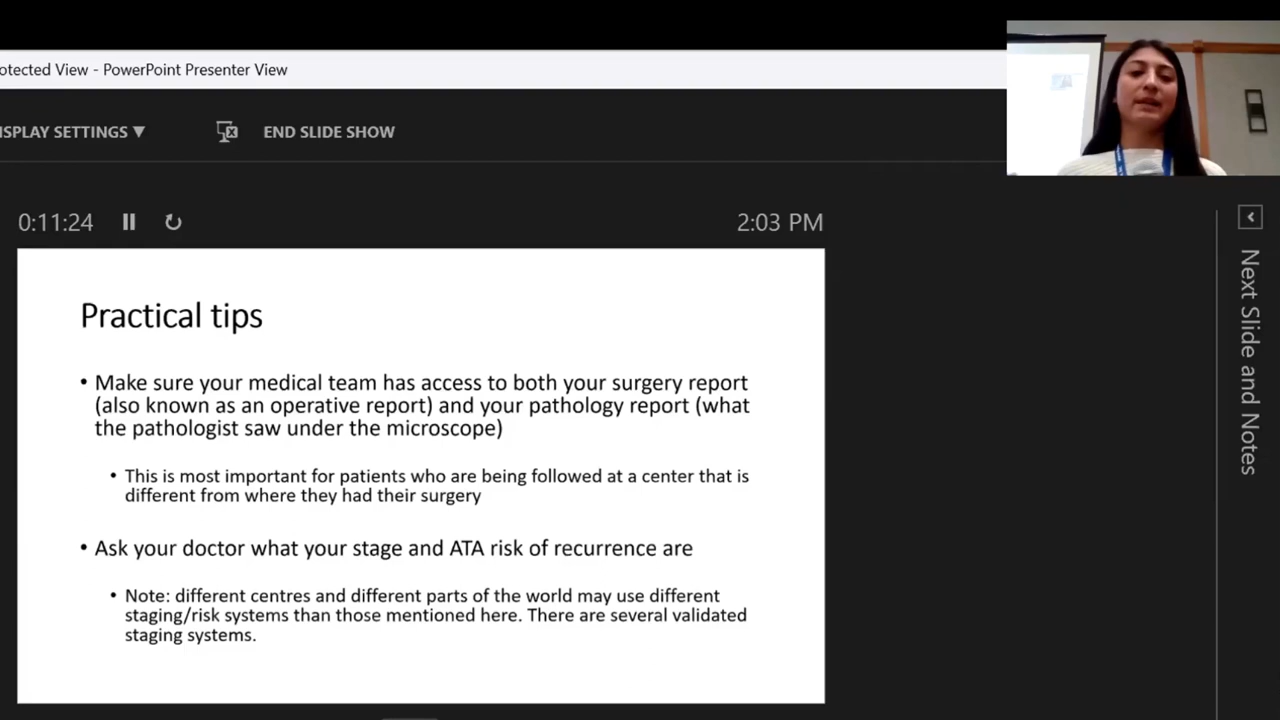 otected View - PowerPoint Presenter View
ISPLAY SETTINGS ▼
END SLIDE SHOW
0:11:24
2:03 PM
Practical tips
• Make sure your medical team has access to both your surgery report
(also known as an operative report) and your pathology report (what
the pathologist saw under the microscope)
• This is most important for patients who are being followed at a center that is
different from where they had their surgery
• Ask your doctor what your stage and ATA risk of recurrence are
• Note: different centres and different parts of the world may use different
staging/risk systems than those mentioned here. There are several validated
staging systems.
Next Slide and Notes